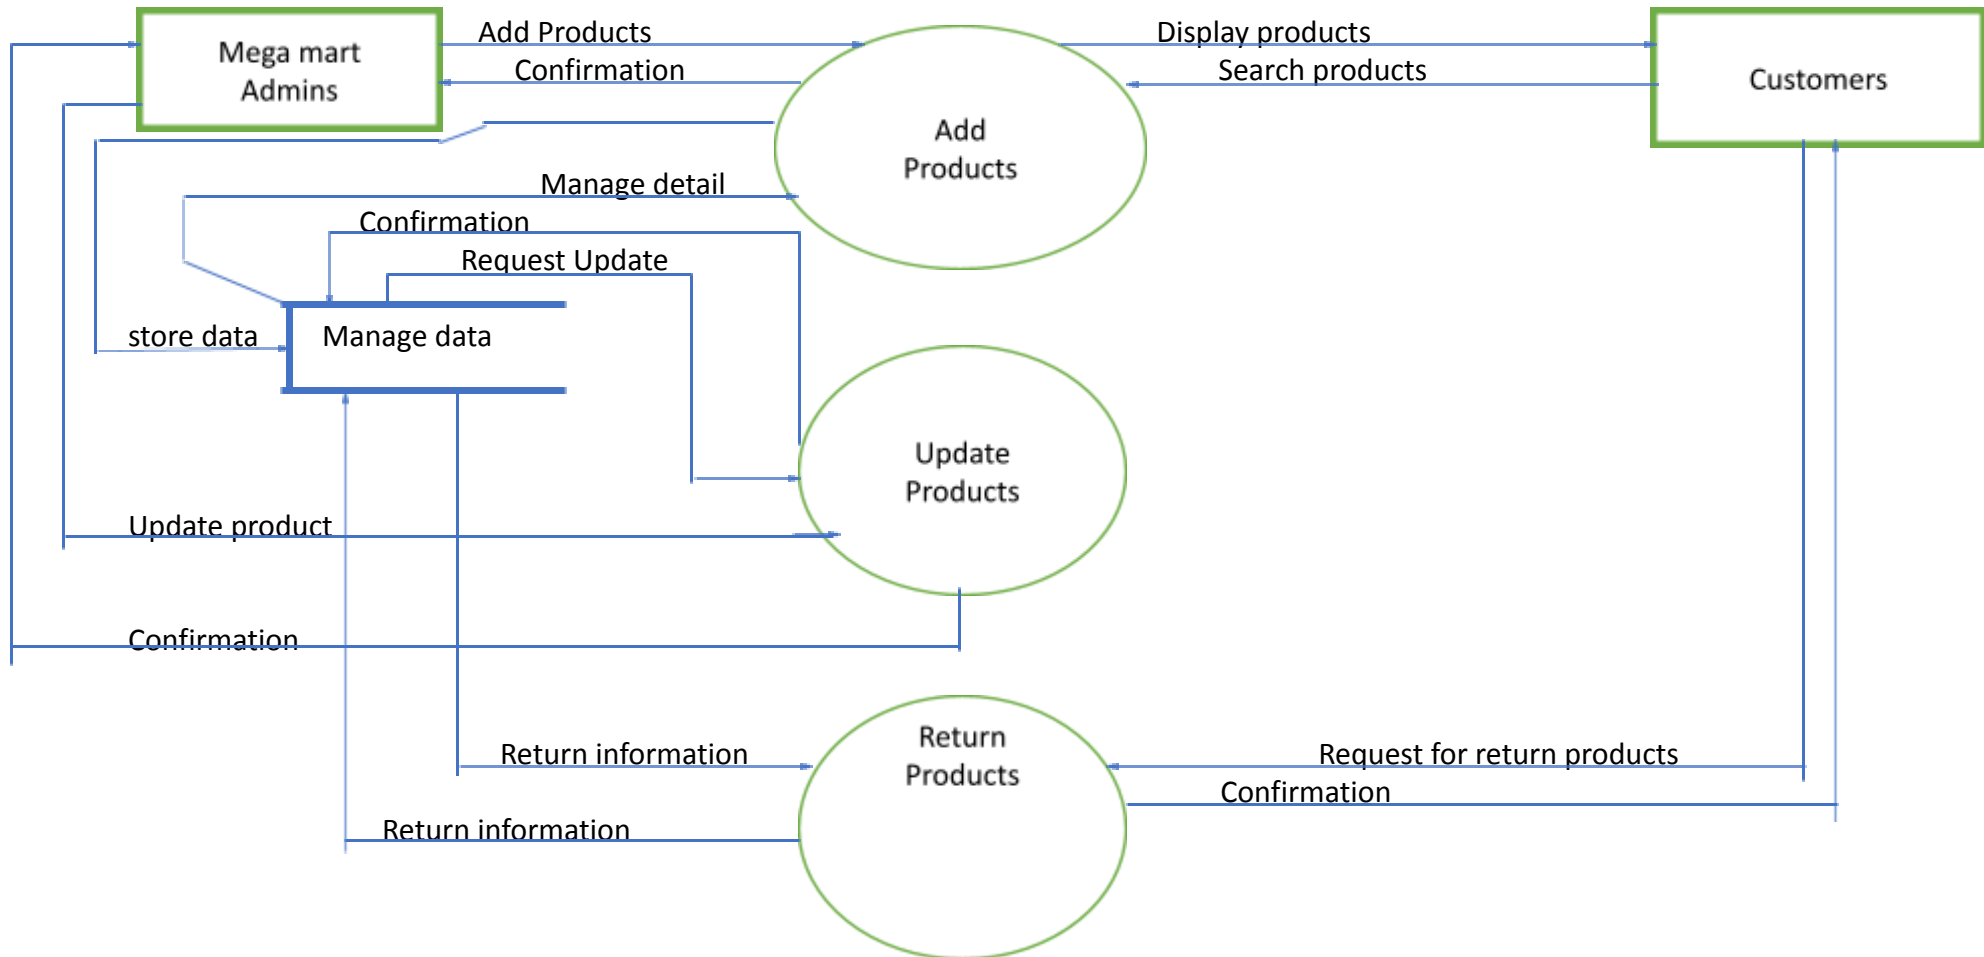 Mega mart
Admins
Add Products
Confirmation
Display products
Search products
Customers
Add
Products
Manage detail
Confirmation
Request Update
store data
Manage data
Update
Products
Update product
Confirmation
Return
Products
Return information
Request for return products
Confirmation
Return information